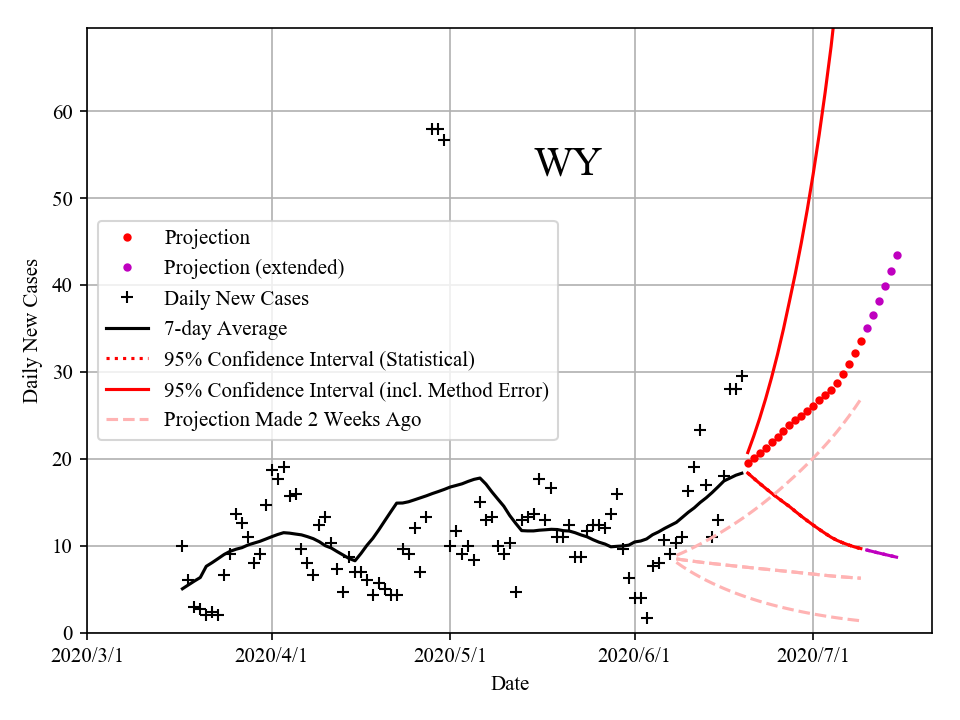 60
50
40
30
20
10
0
WY
Projection
Projection (extended)
Daily New Cases
7-day Average
95% Confidence Interval (Statistical)
95% Confidence Interval (incl. Method Error)
Projection Made 2 Weeks Ago
Daily New Cases
2020/3/1 2020/4/1 2020/5/1 2020/6/1 2020/7/1
Date